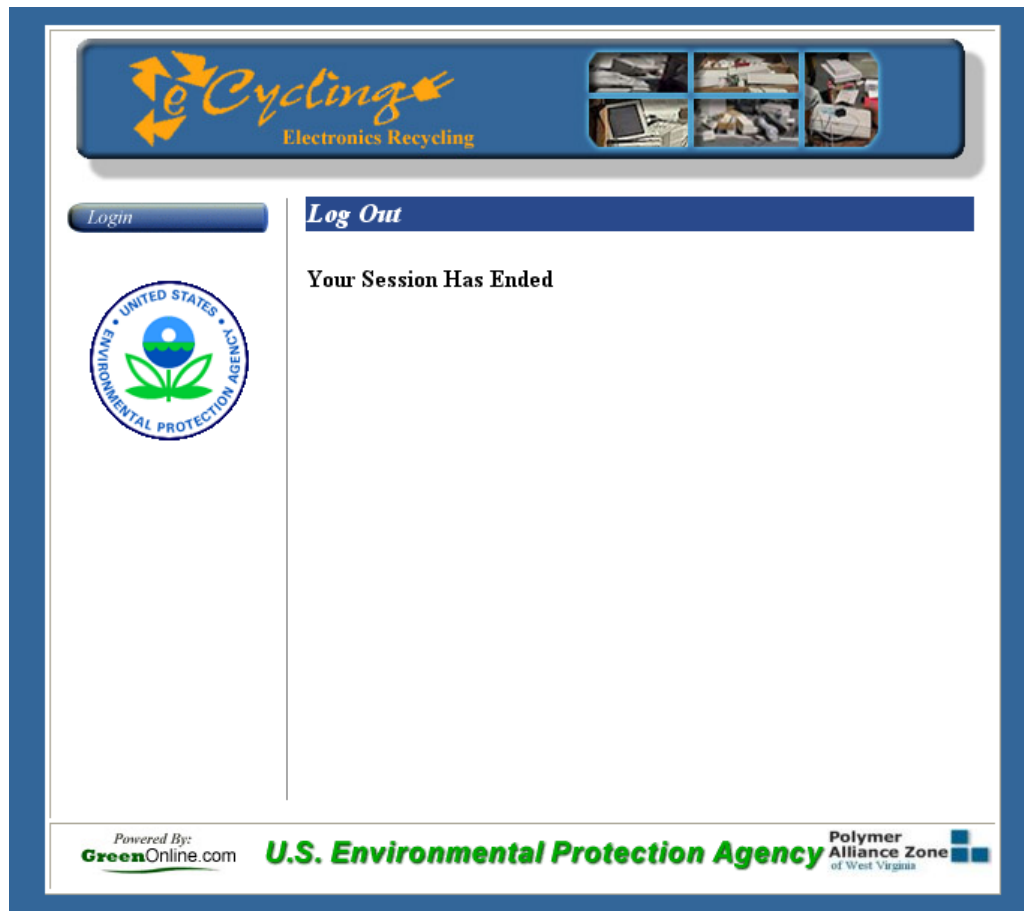 eCycling
Electronics Recycling
Login
Log Out
Your Session Has Ended
UNITED STATES • ENVIRONMENTAL PROTECTION AGENCY •
Powered By:
GreenOnline.com
U.S. Environmental Protection Agency
Polymer
Alliance Zone
of West Virginia